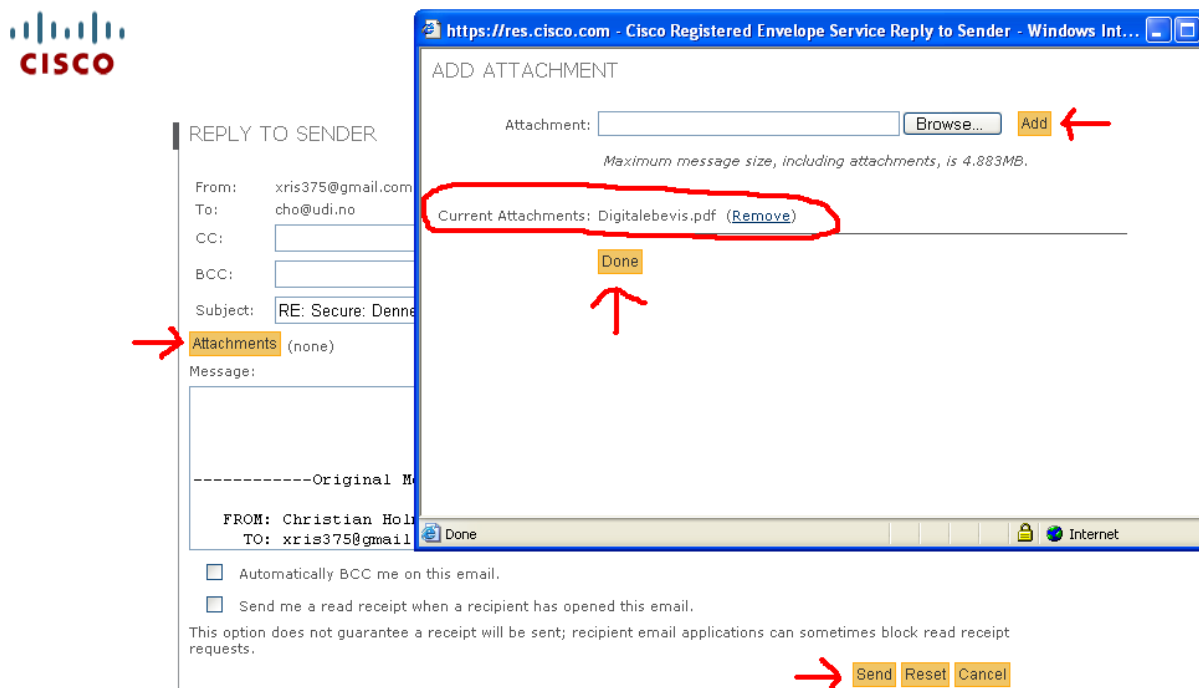 CISCO
https://res.cisco.com - Cisco Registered Envelope Service Reply to Sender - Windows Int...
ADD ATTACHMENT
Attachment: Browse... Add
Maximum message size, including attachments, is 4.883MB.
Current Attachments: Digitalebevis.pdf (Remove)
Done
Done Internet
REPLY TO SENDER
From: xris375@gmail.com
To: cho@udi.no
CC:
BCC:
Subject: RE: Secure: Denne
Attachments (none)
Message:
------------Original M
FROM: Christian Hol
TO: xris375@gmail
Automatically BCC me on this email.
Send me a read receipt when a recipient has opened this email.
This option does not guarantee a receipt will be sent; recipient email applications can sometimes block read receipt
requests.
Send Reset Cancel